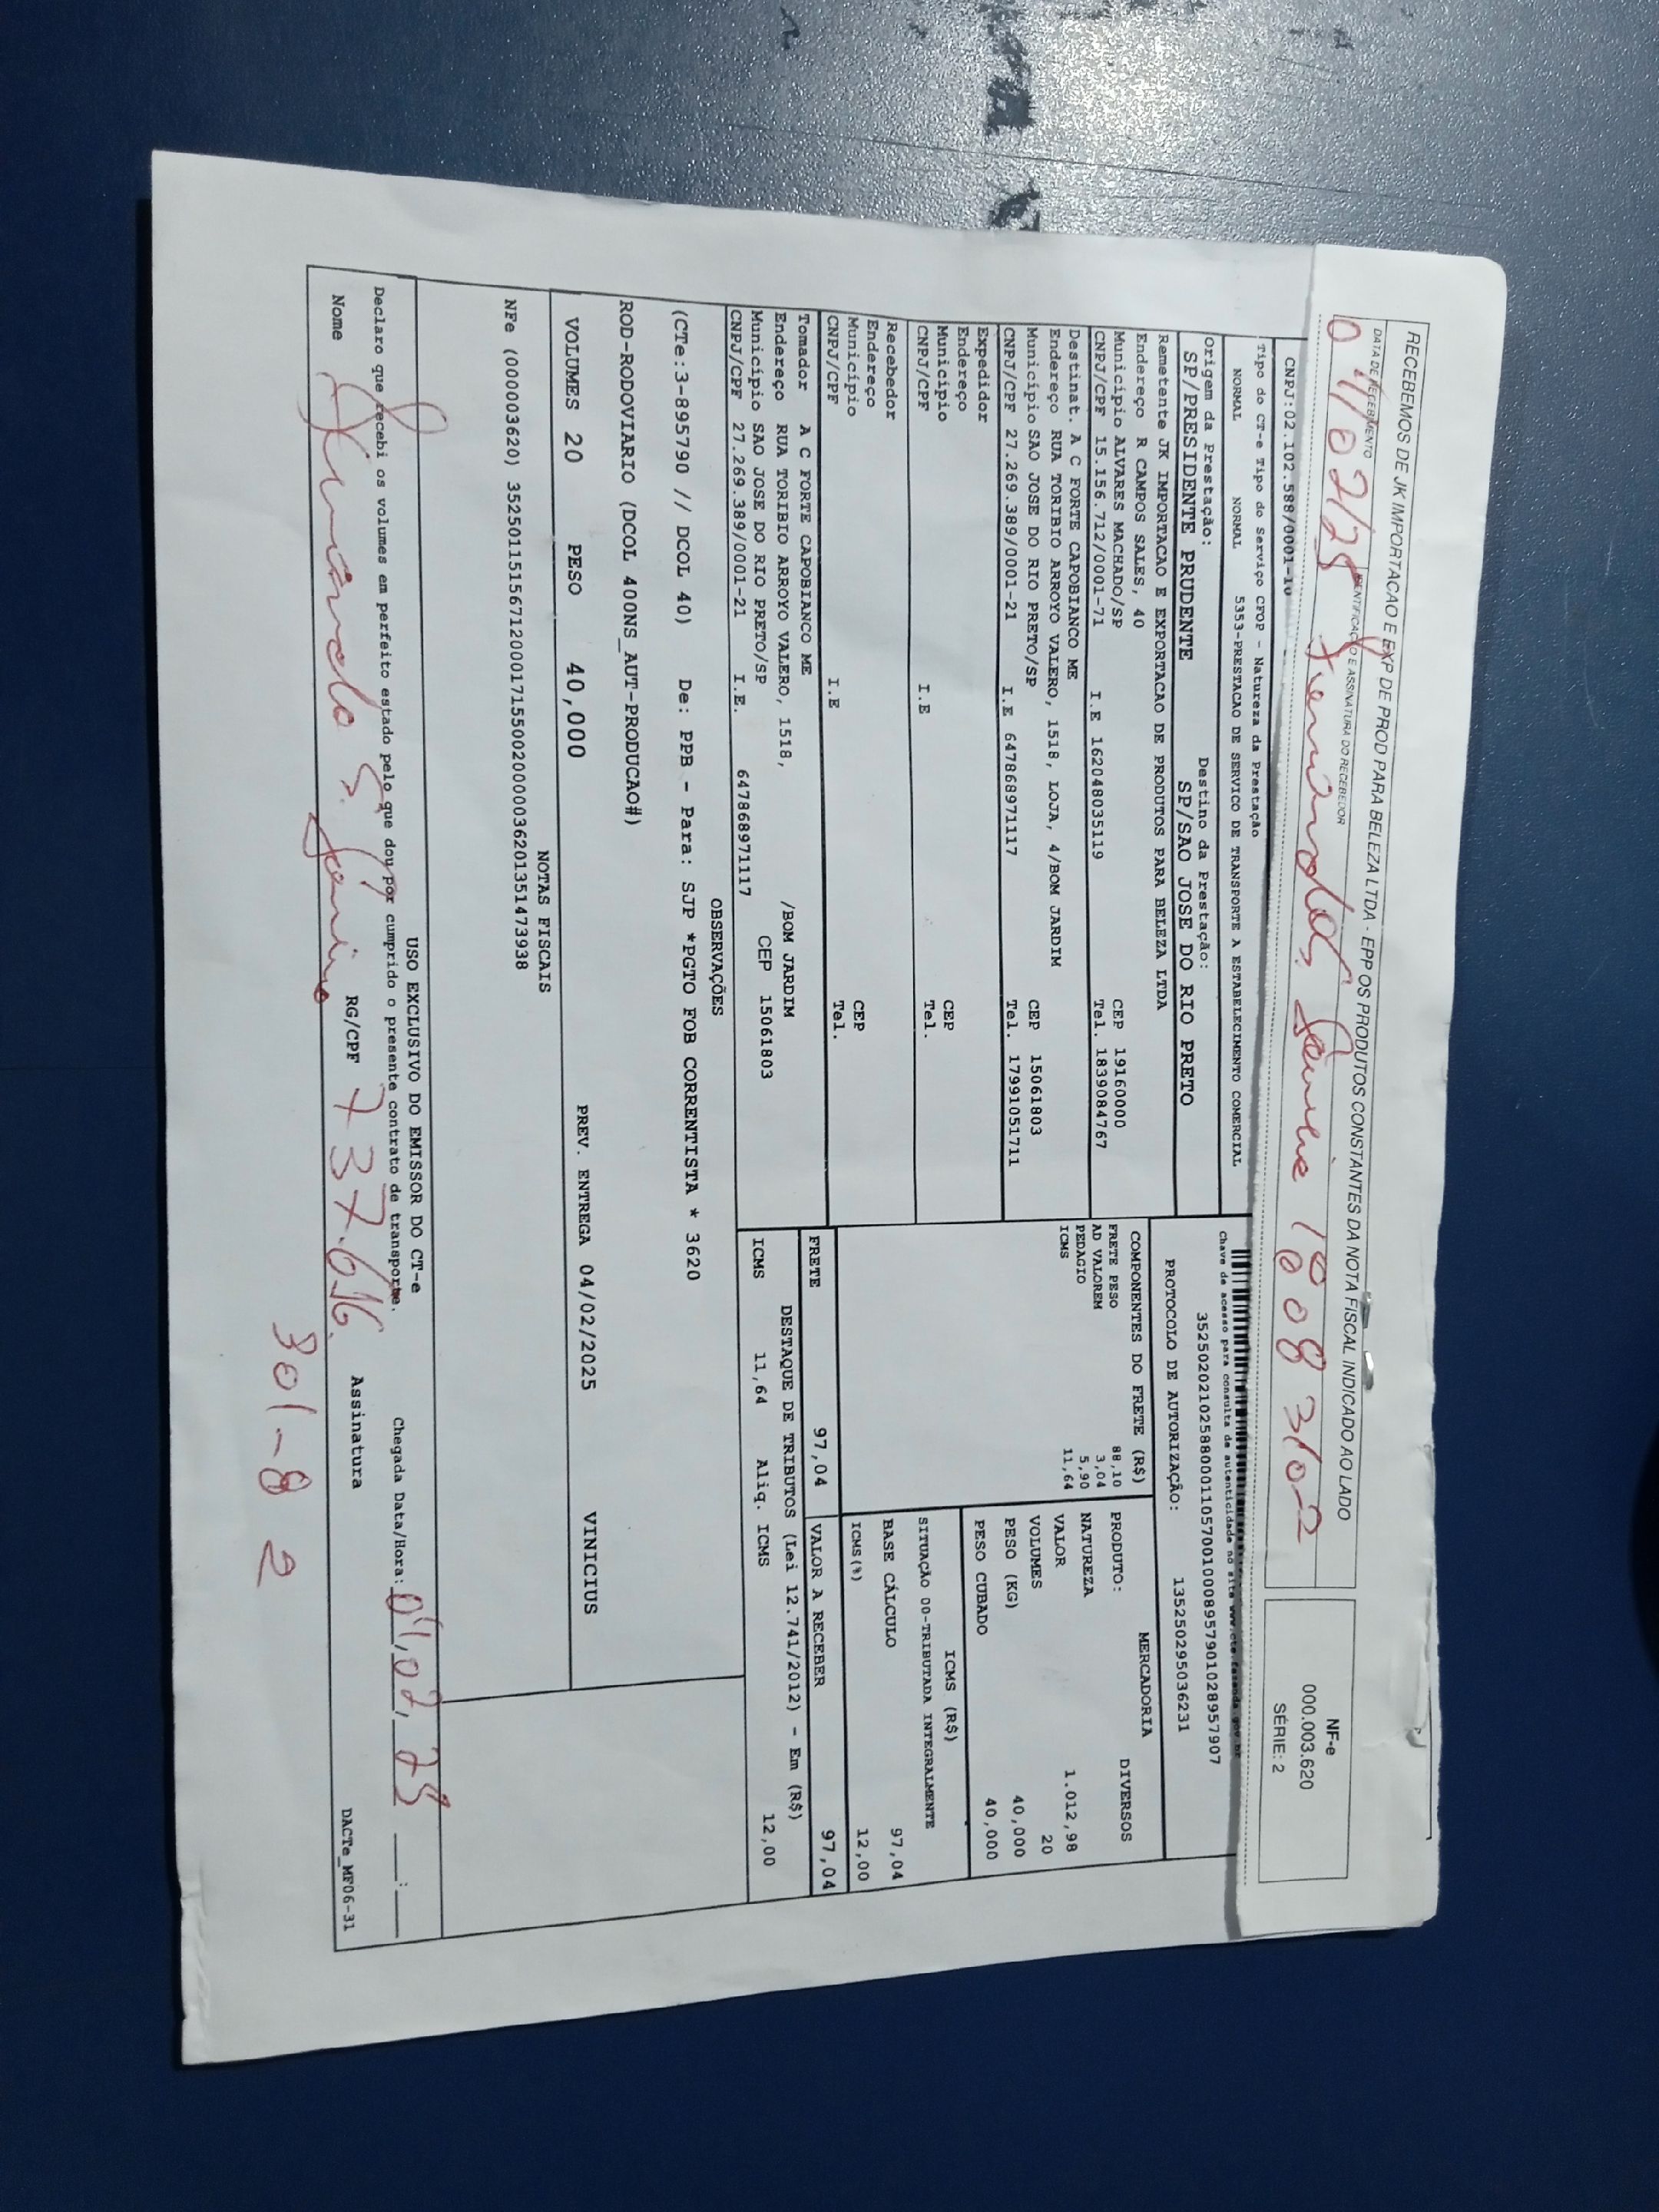 RECEBEMOS DE JK IMPORTACAO E EXP DE PROD PARA BELEZA LTDA - EPP OS PRODUTOS CONSTANTES DA NOTA FISCAL INDICADO AO LADO
DATA DE RECEBIMENTO IDENTIFICAÇÃO E ASSINATURA DO RECEBEDOR
04/02/25
NF-e
000.003.620
SÉRIE: 2
CNPJ:02.102.588/0001-10
Tipo do CT-e Tipo do Serviço CFOP - Natureza da Prestação
NORMAL NORMAL 5353-PRESTACAO DE SERVICO DE TRANSPORTE A ESTABELECIMENTO COMERCIAL
Chave de acesso para consulta de autenticidade no site www.cte.fazenda.gov.br
35250202102588000110570010008957901028957907
Origem da Prestação: Destino da Prestação:
SP/PRESIDENTE PRUDENTE SP/SAO JOSE DO RIO PRETO
PROTOCOLO DE AUTORIZAÇÃO: 135250295036231
Remetente JK IMPORTACAO E EXPORTACAO DE PRODUTOS PARA BELEZA LTDA
Endereço R CAMPOS SALES, 40
Município ALVARES MACHADO/SP CEP 19160000
CNPJ/CPF 15.156.712/0001-71 I.E 162048035119 Tel. 1839084767
Destinat. A C FORTE CAPOBIANCO ME
Endereço RUA TORIBIO ARROYO VALERO, 1518, LOJA, 4/BOM JARDIM
Município SAO JOSE DO RIO PRETO/SP CEP 15061803
CNPJ/CPF 27.269.389/0001-21 I.E 647868971117 Tel. 17991051711
Expedidor
Endereço
Município CEP
CNPJ/CPF I.E Tel.
Recebedor
Endereço
Município CEP
CNPJ/CPF I.E Tel.
Tomador A C FORTE CAPOBIANCO ME
Endereço RUA TORIBIO ARROYO VALERO, 1518, /BOM JARDIM
Município SAO JOSE DO RIO PRETO/SP CEP 15061803
CNPJ/CPF 27.269.389/0001-21 I.E. 647868971117
COMPONENTES DO FRETE (R$)
FRETE PESO 88,10
AD VALOREM 3,04
PEDAGIO 5,90
ICMS 11,64
MERCADORIA
PRODUTO: DIVERSOS
NATUREZA
VALOR 1.012,98
VOLUMES 20
PESO (KG) 40,000
PESO CUBADO 40,000
ICMS (R$)
SITUAÇÃO 00-TRIBUTADA INTEGRALMENTE
BASE CÁLCULO 97,04
ICMS(%) 12,00
FRETE 97,04 VALOR A RECEBER 97,04
DESTAQUE DE TRIBUTOS (Lei 12.741/2012) - Em (R$)
ICMS 11,64 Aliq. ICMS 12,00
OBSERVAÇÕES
(CTe:3-895790 // DCOL 40) De: PPB - Para: SJP *PGTO FOB CORRENTISTA * 3620
ROD-RODOVIARIO (DCOL 400NS_AUT-PRODUCAO#)
VOLUMES 20 PESO 40,000 PREV. ENTREGA 04/02/2025 VINICIUS
NOTAS FISCAIS
NFe (000003620) 35250115156712000171550020000036201351473938
USO EXCLUSIVO DO EMISSOR DO CT-e
Declaro que recebi os volumes em perfeito estado pelo que dou por cumprido o presente contrato de transporte.
Chegada Data/Hora: 04,02,25 __:__
Nome RG/CPF 737.616. Assinatura
DACTe_MF06-31
301-82